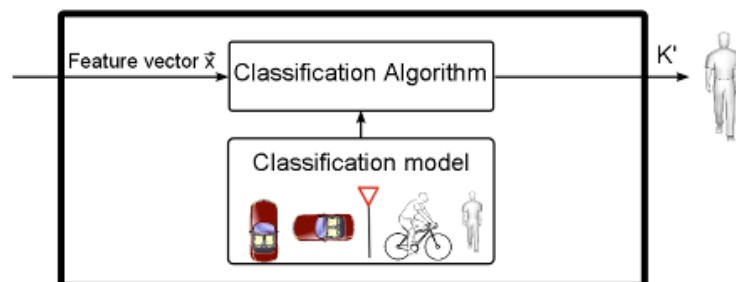 Feature vector x⃗
Classification Algorithm
K'
Classification model